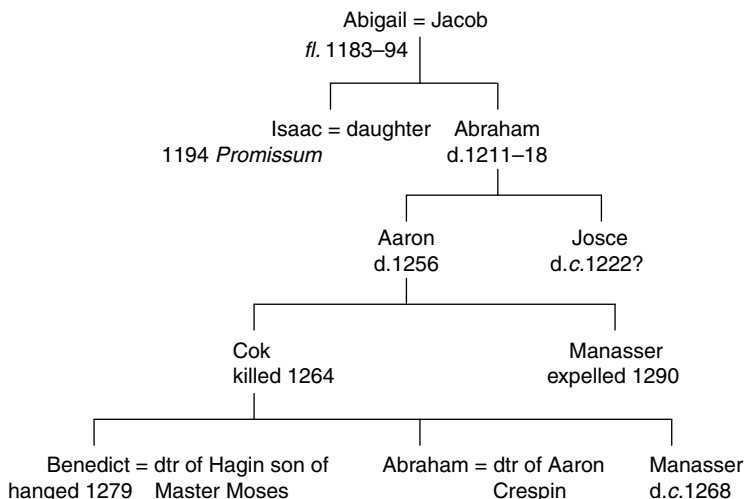 Abigail = Jacob
fl. 1183–94
Isaac = daughter Abraham
1194 Promissum d.1211–18
Aaron Josce
d.1256 d.c.1222?
Cok Manasser
killed 1264 expelled 1290
Benedict = dtr of Hagin son of Abraham = dtr of Aaron Manasser
hanged 1279 Master Moses Crespin d.c.1268